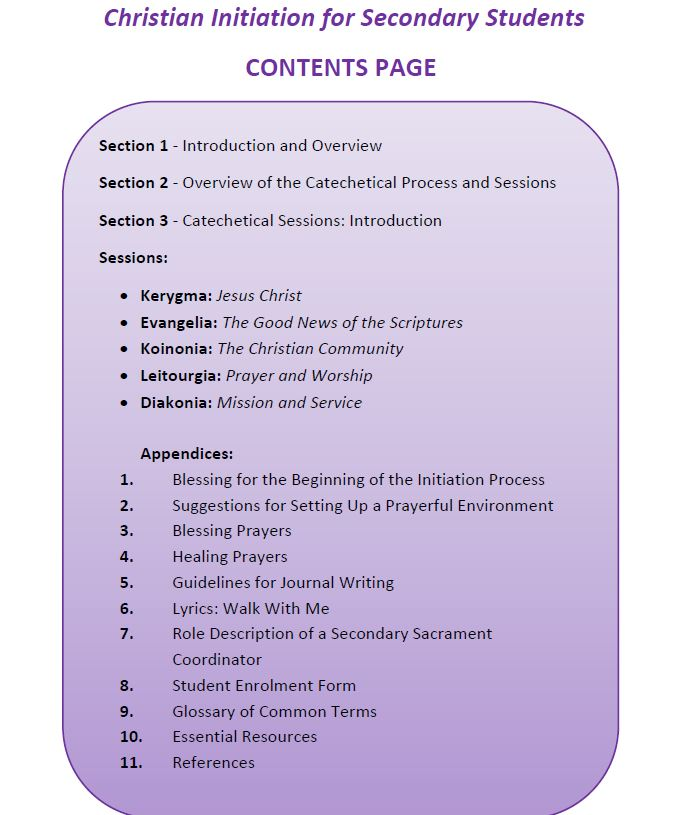 Christian Initiation for Secondary Students
CONTENTS PAGE
Section 1 - Introduction and Overview
Section 2 - Overview of the Catechetical Process and Sessions
Section 3 - Catechetical Sessions: Introduction
Sessions:
• Kerygma: Jesus Christ
• Evangelia: The Good News of the Scriptures
• Koinonia: The Christian Community
• Leitourgia: Prayer and Worship
• Diakonia: Mission and Service
Appendices:
1. Blessing for the Beginning of the Initiation Process
2. Suggestions for Setting Up a Prayerful Environment
3. Blessing Prayers
4. Healing Prayers
5. Guidelines for Journal Writing
6. Lyrics: Walk With Me
7. Role Description of a Secondary Sacrament
Coordinator
8. Student Enrolment Form
9. Glossary of Common Terms
10. Essential Resources
11. References